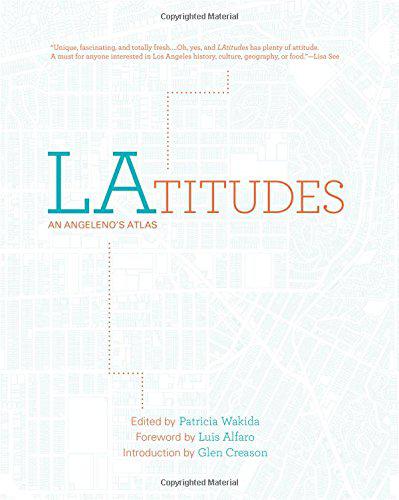 Copyrighted Material
“Unique, fascinating, and totally fresh....Oh, yes, and LAtitudes has plenty of attitude.
A must for anyone interested in Los Angeles history, culture, geography, or food.”—Lisa See
LATITUDES
AN ANGELENO’S ATLAS
Edited by Patricia Wakida
Foreword by Luis Alfaro
Introduction by Glen Creason
Copyrighted Material